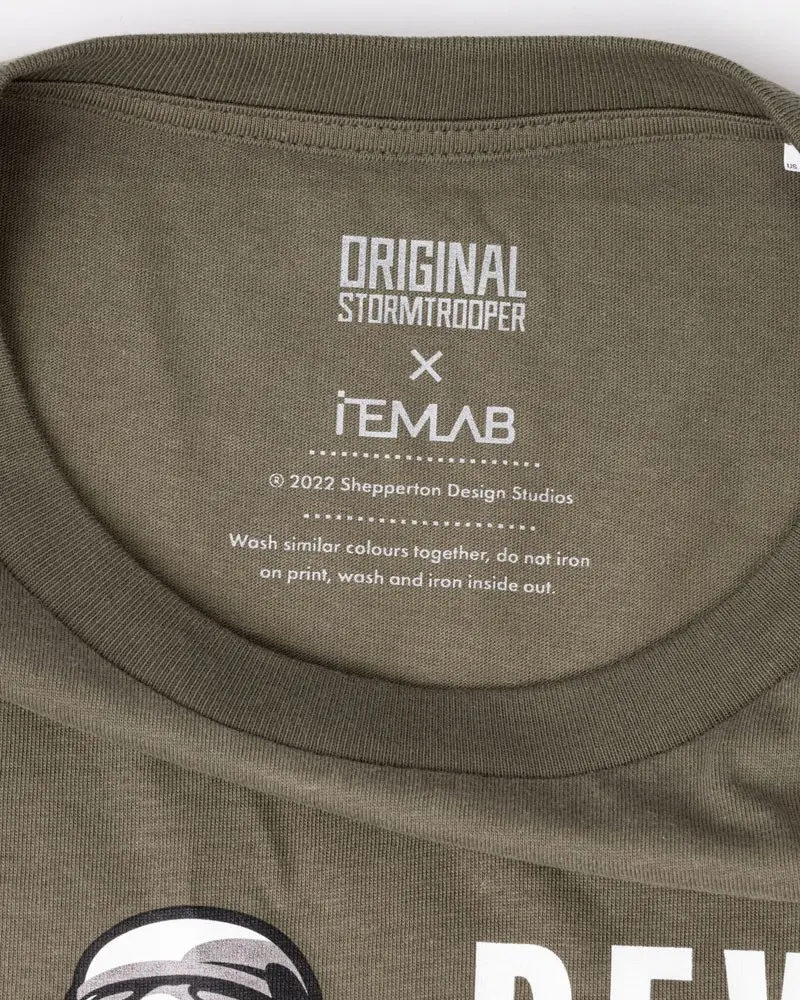 US
ORIGINAL
STORMTROOPER
×
iTEMLAB
® 2022 Shepperton Design Studios
Wash similar colours together, do not iron
on print, wash and iron inside out.